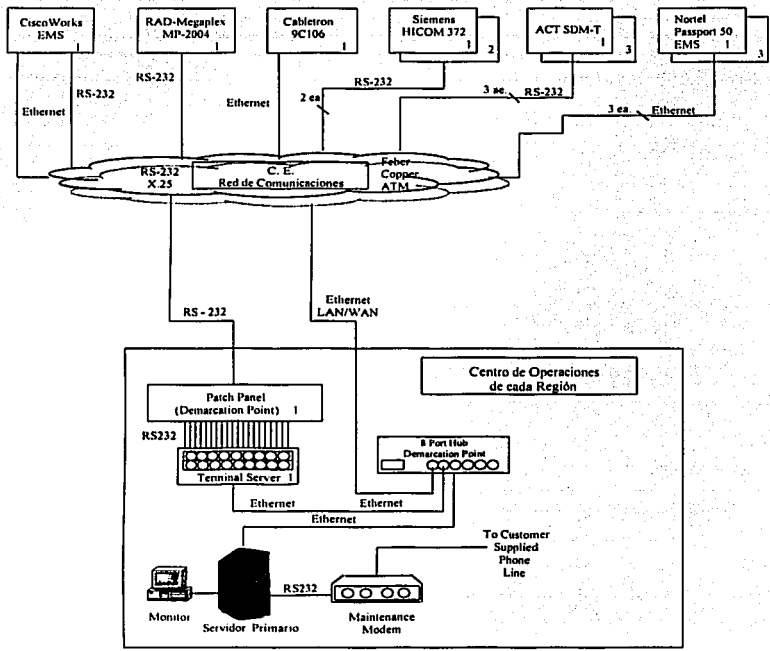 CiscoWorks
EMS
1
RAD-Megaplex
MP-2004
1
Cabletron
9C106
1
Siemens
HICOM 372
1
2
ACT SDM-T
1
3
Nortel
Passport 50
EMS 1
3
RS-232
Ethernet
RS-232
Ethernet
RS-232
2 ea
3 ae.
RS-232
3 ea.
Ethernet
RS-232
X.25
C. E.
Red de Comunicaciones
Feber
Copper
ATM
RS - 232
Ethernet
LAN/WAN
Centro de Operaciones
de cada Región
Patch Panel
(Demarcation Point) 1
RS232
8 Port Hub
Demarcation Point
Tenninal Server 1
Ethernet
Ethernet
Ethernet
To Customer
Supplied
Phone
Line
RS232
Monitor
Servidor Primario
Maintenance
Modem